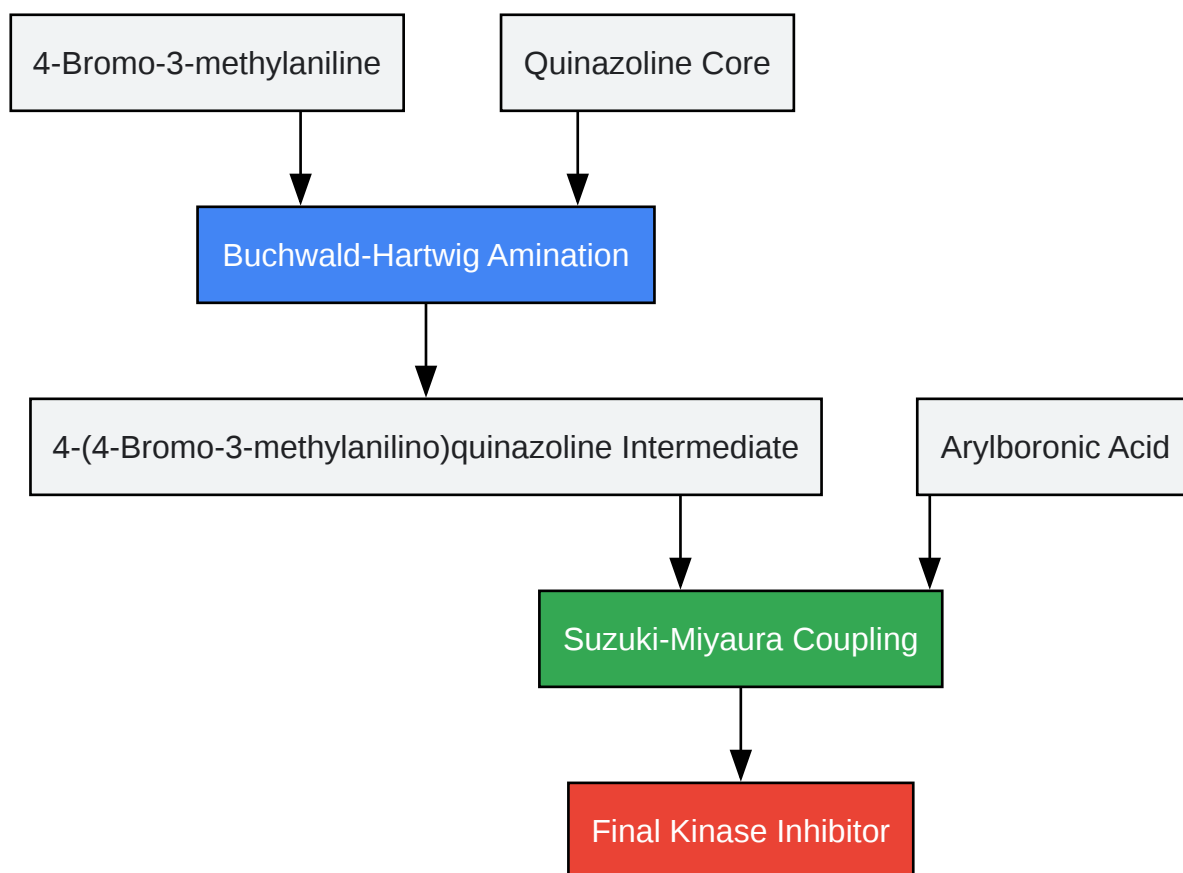 4-Bromo-3-methylaniline
Quinazoline Core
Buchwald-Hartwig Amination
4-(4-Bromo-3-methylanilino)quinazoline Intermediate
Arylboronic Acid
Suzuki-Miyaura Coupling
Final Kinase Inhibitor